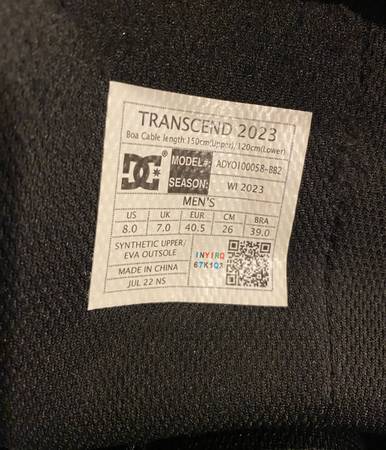 TRANSCEND 2023
Boa Cable length:150cm(Upper),120cm(Lower)
DC
MODEL#: ADYO100058-BB2
SEASON: WI 2023
MEN'S
US UK EUR CM BRA
8.0 7.0 40.5 26 39.0
SYNTHETIC UPPER/
EVA OUTSOLE
MADE IN CHINA
JUL 22 NS
INYIRQ
67K1Q3